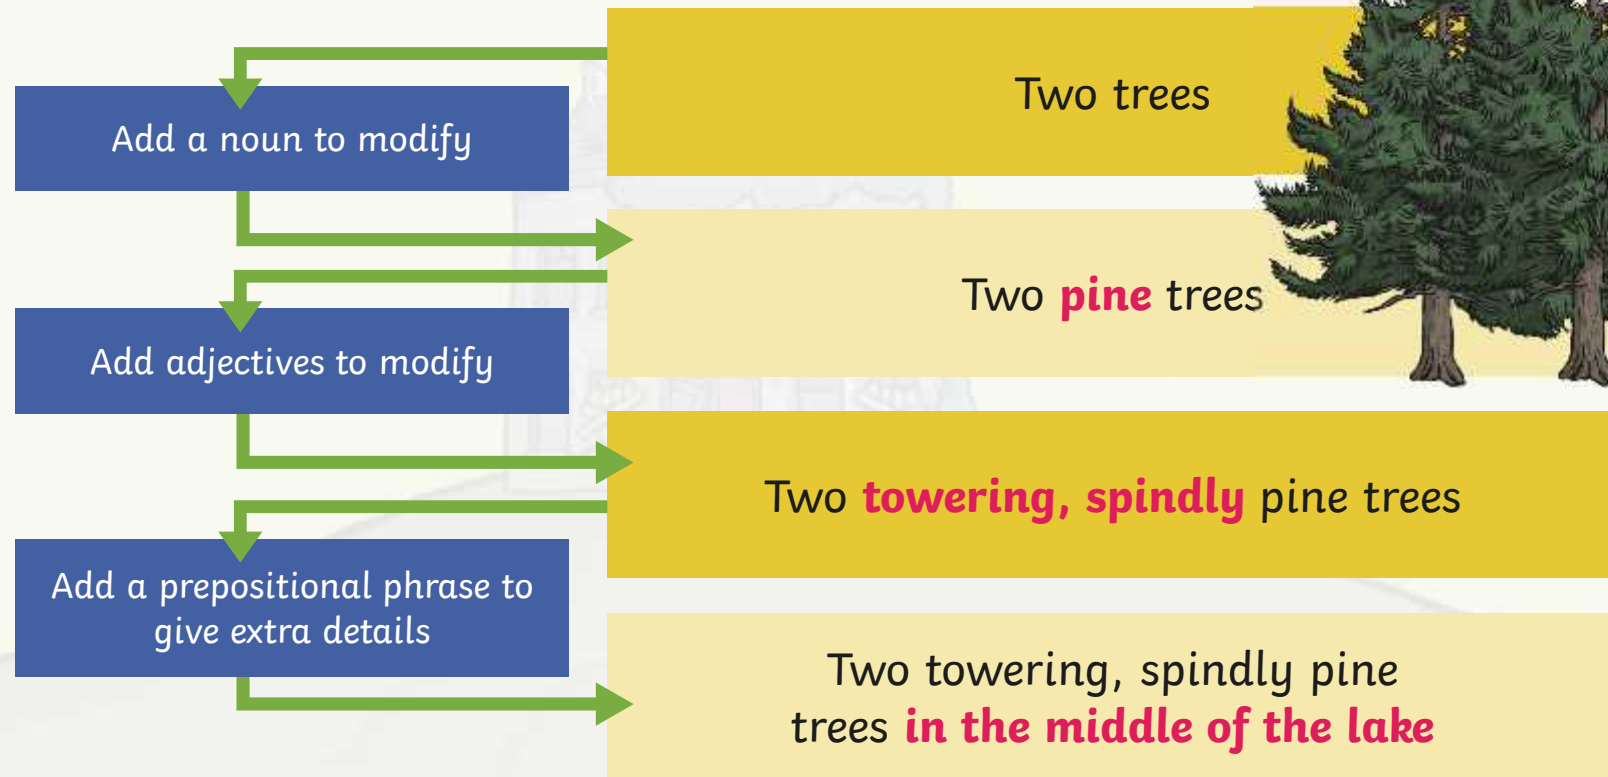 Two trees
Add a noun to modify
Two pine trees
Add adjectives to modify
Two towering, spindly pine trees
Add a prepositional phrase to
give extra details
Two towering, spindly pine
trees in the middle of the lake